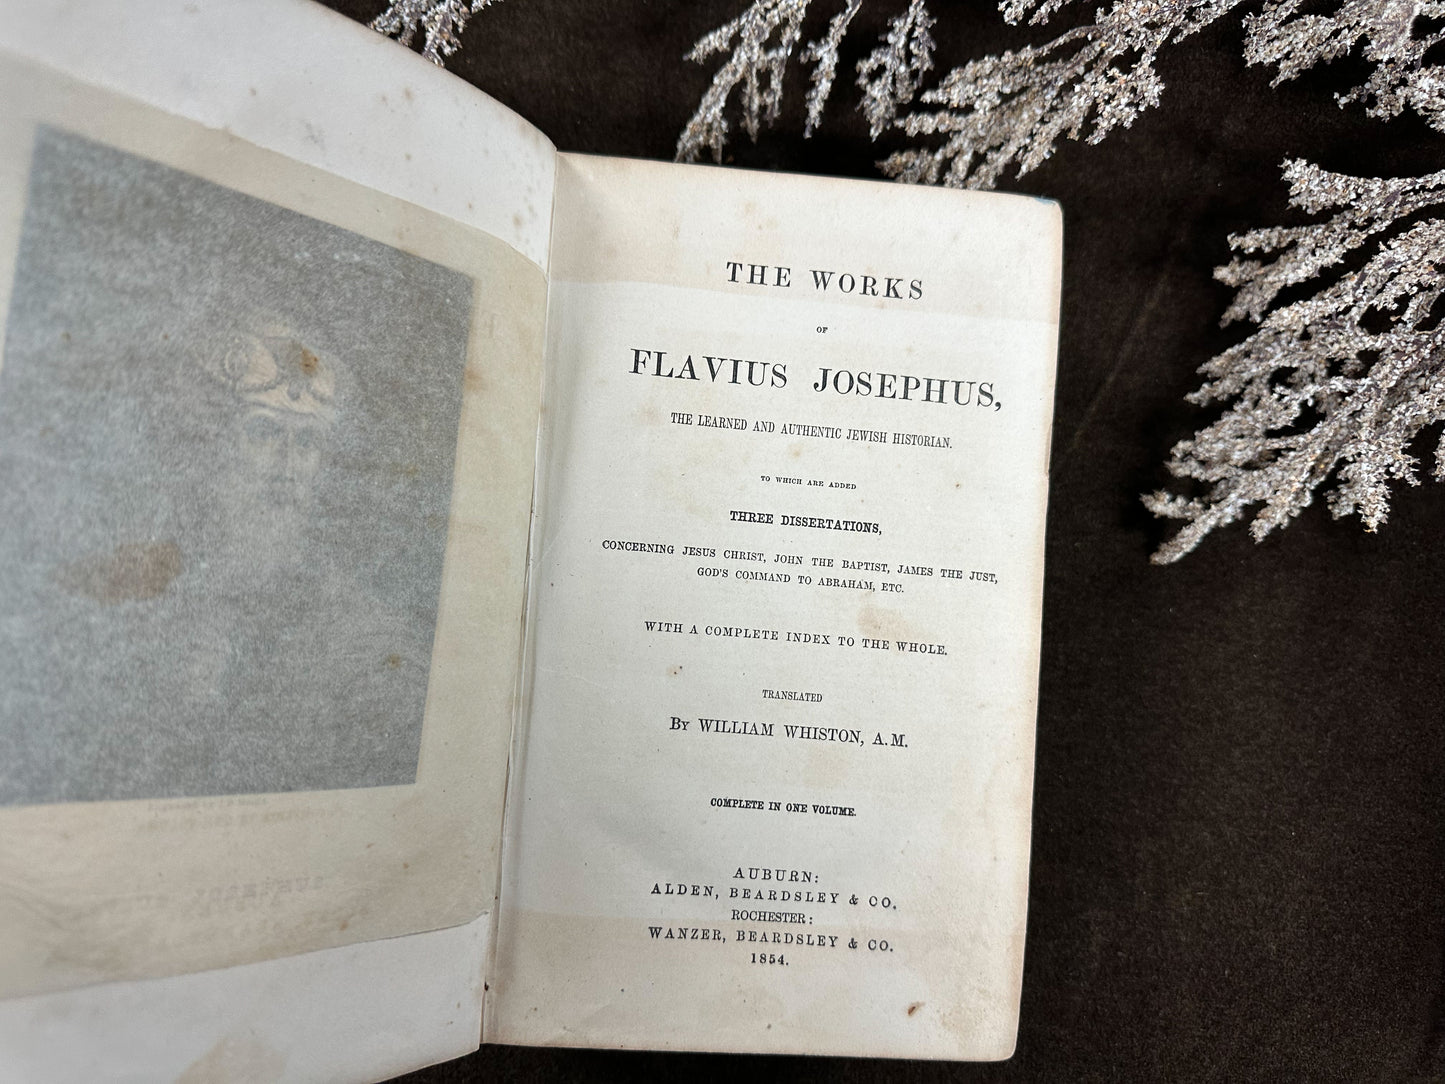 THE WORKS
OF
FLAVIUS JOSEPHUS,
THE LEARNED AND AUTHENTIC JEWISH HISTORIAN.
TO WHICH ARE ADDED
THREE DISSERTATIONS,
CONCERNING JESUS CHRIST, JOHN THE BAPTIST, JAMES THE JUST,
GOD'S COMMAND TO ABRAHAM, ETC.
WITH A COMPLETE INDEX TO THE WHOLE.
TRANSLATED
By WILLIAM WHISTON, A.M.
COMPLETE IN ONE VOLUME.
AUBURN:
ALDEN, BEARDSLEY & CO.
ROCHESTER:
WANZER, BEARDSLEY & CO.
1854.